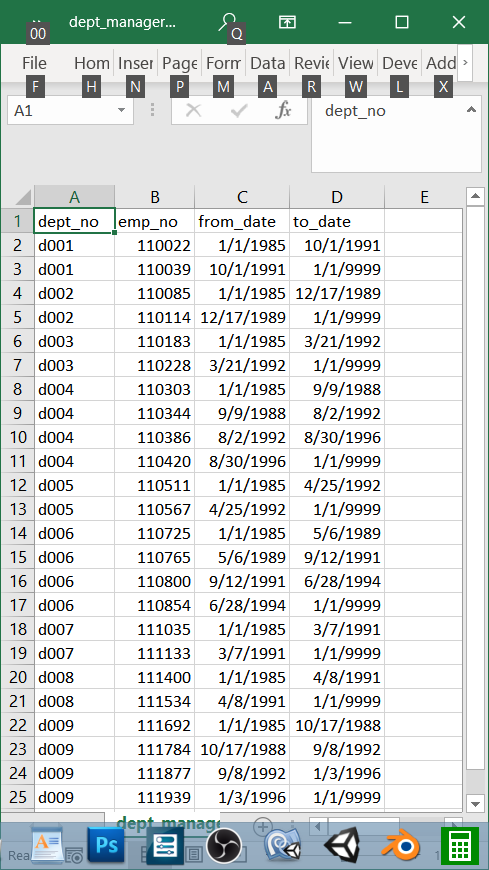 00 dept_manager... Q
File Hom Inser Page Form Data Revie View Deve Add
F H N P M A R W L X
A1 fx dept_no
A B C D E
1 dept_no emp_no from_date to_date
2 d001 110022 1/1/1985 10/1/1991
3 d001 110039 10/1/1991 1/1/9999
4 d002 110085 1/1/1985 12/17/1989
5 d002 110114 12/17/1989 1/1/9999
6 d003 110183 1/1/1985 3/21/1992
7 d003 110228 3/21/1992 1/1/9999
8 d004 110303 1/1/1985 9/9/1988
9 d004 110344 9/9/1988 8/2/1992
10 d004 110386 8/2/1992 8/30/1996
11 d004 110420 8/30/1996 1/1/9999
12 d005 110511 1/1/1985 4/25/1992
13 d005 110567 4/25/1992 1/1/9999
14 d006 110725 1/1/1985 5/6/1989
15 d006 110765 5/6/1989 9/12/1991
16 d006 110800 9/12/1991 6/28/1994
17 d006 110854 6/28/1994 1/1/9999
18 d007 111035 1/1/1985 3/7/1991
19 d007 111133 3/7/1991 1/1/9999
20 d008 111400 1/1/1985 4/8/1991
21 d008 111534 4/8/1991 1/1/9999
22 d009 111692 1/1/1985 10/17/1988
23 d009 111784 10/17/1988 9/8/1992
24 d009 111877 9/8/1992 1/3/1996
25 d009 111939 1/3/1996 1/1/9999
dept_manage
Rea Ps